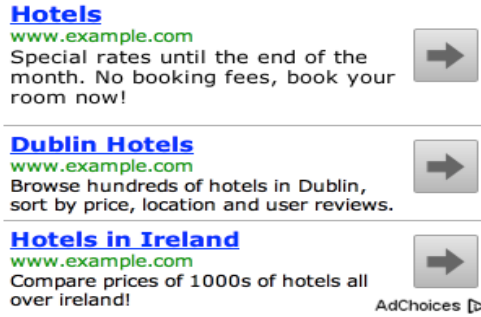 Hotels
www.example.com
Special rates until the end of the
month. No booking fees, book your
room now!
Dublin Hotels
www.example.com
Browse hundreds of hotels in Dublin,
sort by price, location and user reviews.
Hotels in Ireland
www.example.com
Compare prices of 1000s of hotels all
over ireland!
AdChoices